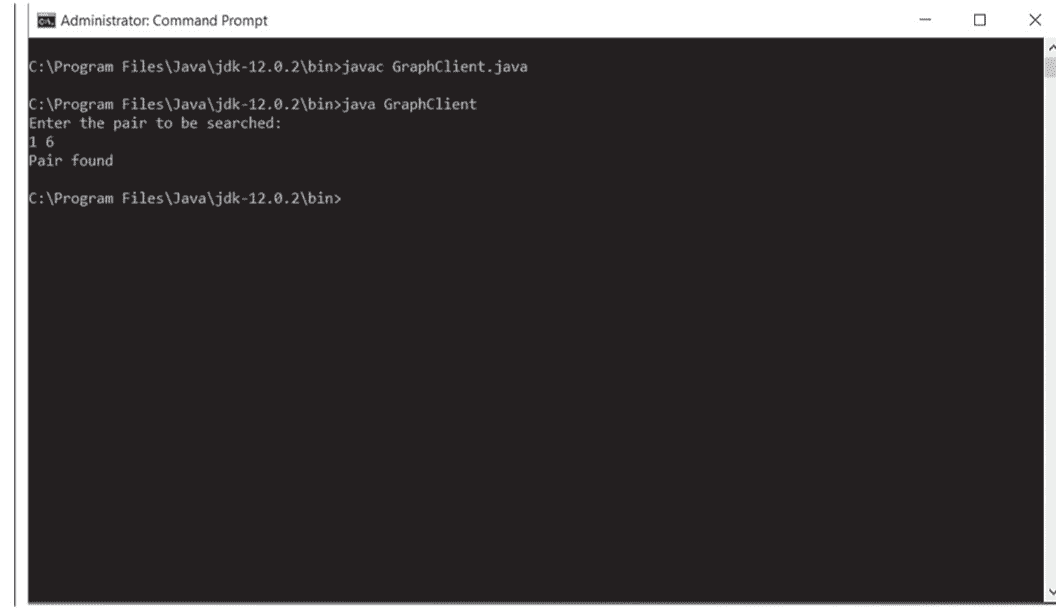 Administrator: Command Prompt
C:\Program Files\Java\jdk-12.0.2\bin>javac GraphClient.java
C:\Program Files\Java\jdk-12.0.2\bin>java GraphClient
Enter the pair to be searched:
1 6
Pair found
C:\Program Files\Java\jdk-12.0.2\bin>